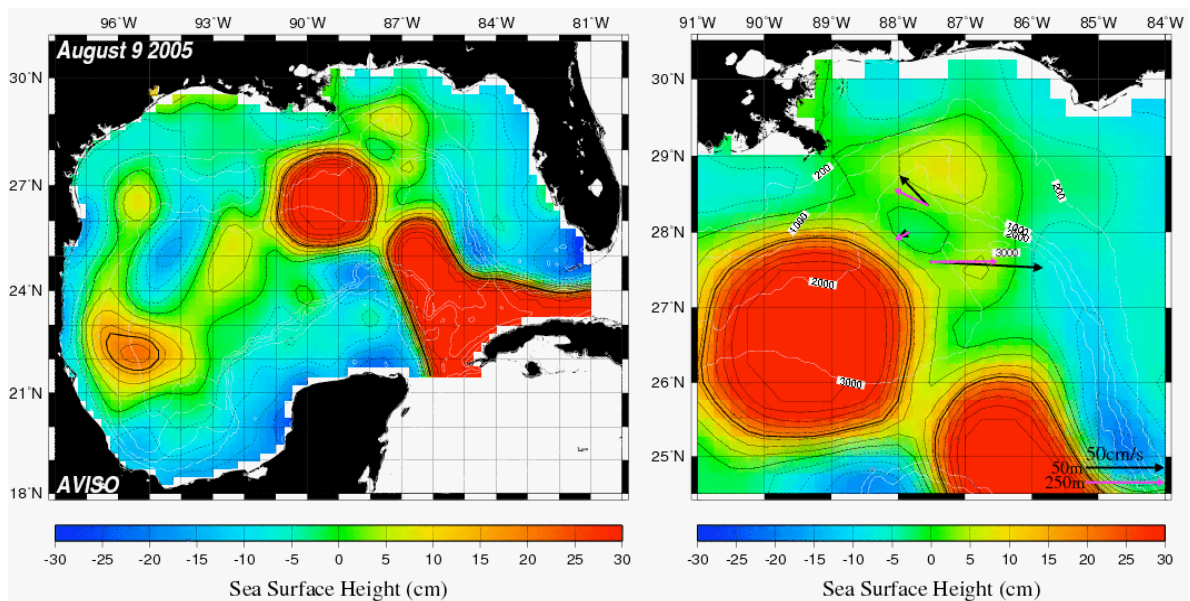 96°W 93°W 90°W 87°W 84°W 81°W
August 9 2005
30°N
27°N
24°N
21°N
18°N
AVISO
-30 -25 -20 -15 -10 -5 0 5 10 15 20 25 30
Sea Surface Height (cm)
91°W 90°W 89°W 88°W 87°W 86°W 85°W 84°W
30°N
29°N
28°N
27°N
26°N
25°N
200
200
1000
1000
2000
3000
2000
3000
50cm/s
50m
250m
-30 -25 -20 -15 -10 -5 0 5 10 15 20 25 30
Sea Surface Height (cm)